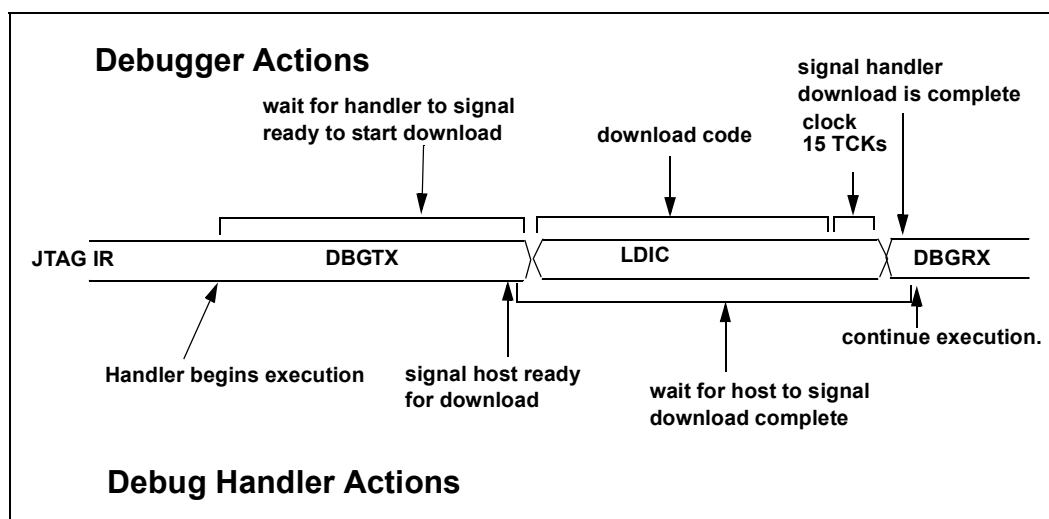 Debugger Actions
signal handler
download is complete
wait for handler to signal
ready to start download
download code
clock
15 TCKs
JTAG IR
DBGTX
LDIC
DBGRX
continue execution.
Handler begins execution
signal host ready
for download
wait for host to signal
download complete
Debug Handler Actions